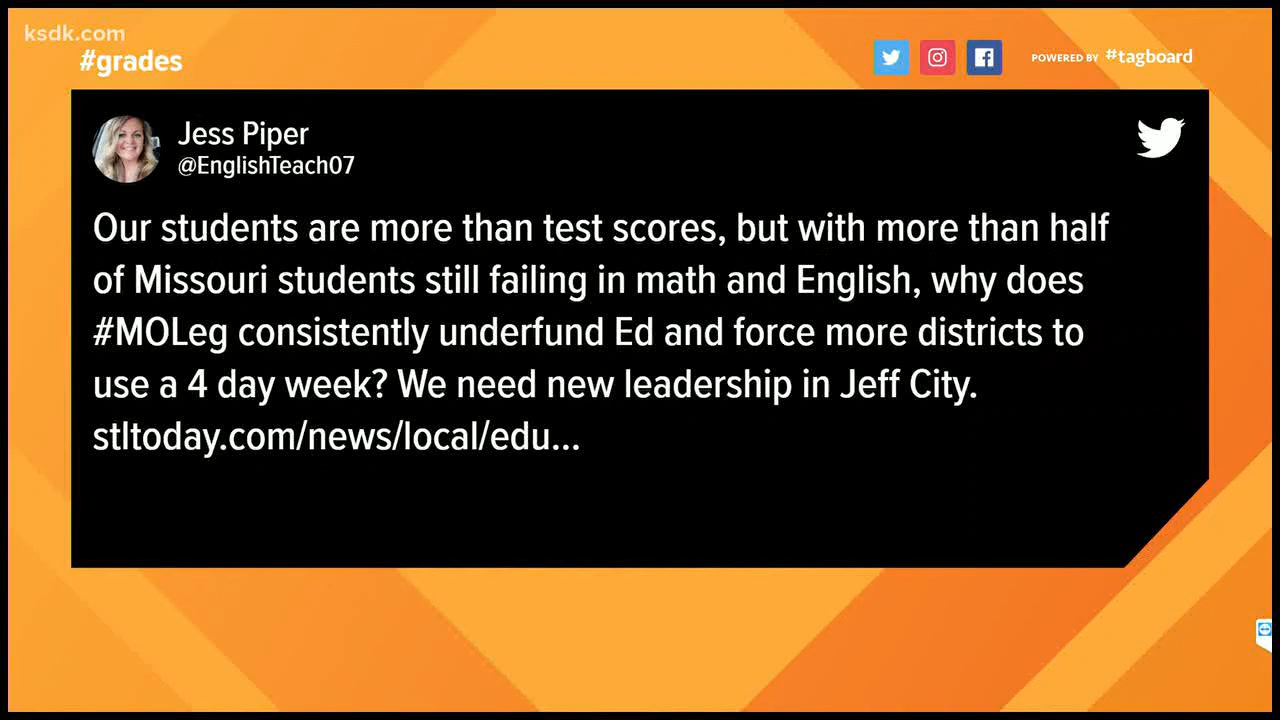 ksdk.com
#grades
POWERED BY #tagboard
Jess Piper
@EnglishTeach07
Our students are more than test scores, but with more than half
of Missouri students still failing in math and English, why does
#MOLeg consistently underfund Ed and force more districts to
use a 4 day week? We need new leadership in Jeff City.
stltoday.com/news/local/edu...